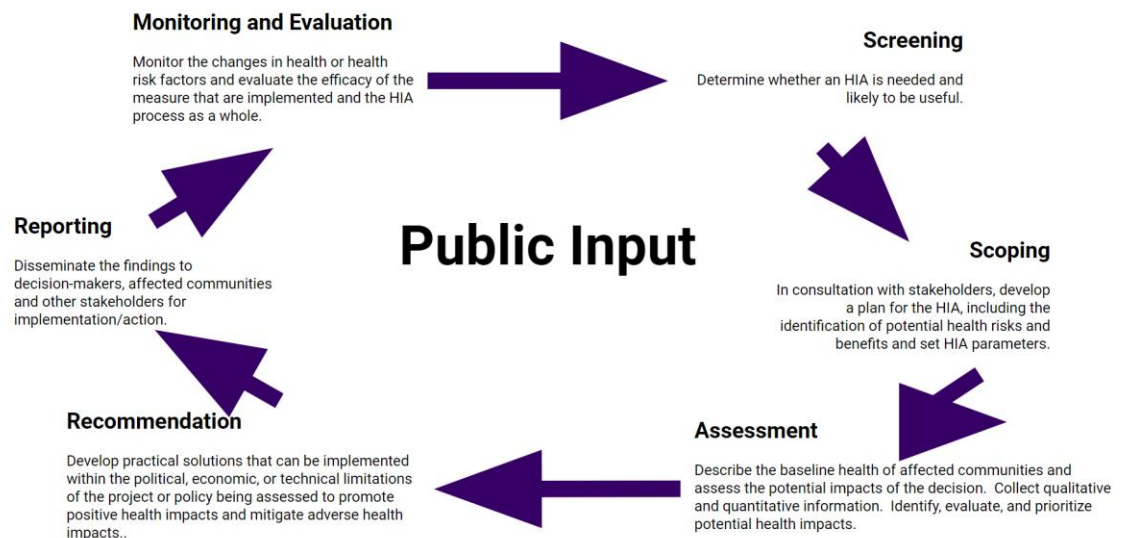 Monitoring and Evaluation
Monitor the changes in health or health
risk factors and evaluate the efficacy of the
measure that are implemented and the HIA
process as a whole.
Screening
Determine whether an HIA is needed and
likely to be useful.
Scoping
In consultation with stakeholders, develop
a plan for the HIA, including the
identification of potential health risks and
benefits and set HIA parameters.
Assessment
Describe the baseline health of affected communities and
assess the potential impacts of the decision.  Collect qualitative
and quantitative information.  Identify, evaluate, and prioritize
potential health impacts.
Recommendation
Develop practical solutions that can be implemented
within the political, economic, or technical limitations
of the project or policy being assessed to promote
positive health impacts and mitigate adverse health
impacts..
Reporting
Disseminate the findings to
decision-makers, affected communities
and other stakeholders for
implementation/action.
Public Input